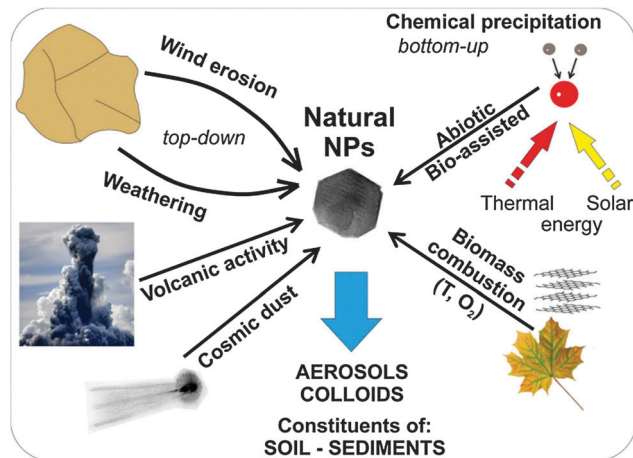 Chemical precipitation
bottom-up
Wind erosion
top-down
Weathering
Natural
NPs
Abiotic
Bio-assisted
Thermal
Solar
energy
Volcanic activity
Cosmic dust
Biomass
combustion
(T, O₂)
AEROSOLS
COLLOIDS
Constituents of:
SOIL - SEDIMENTS